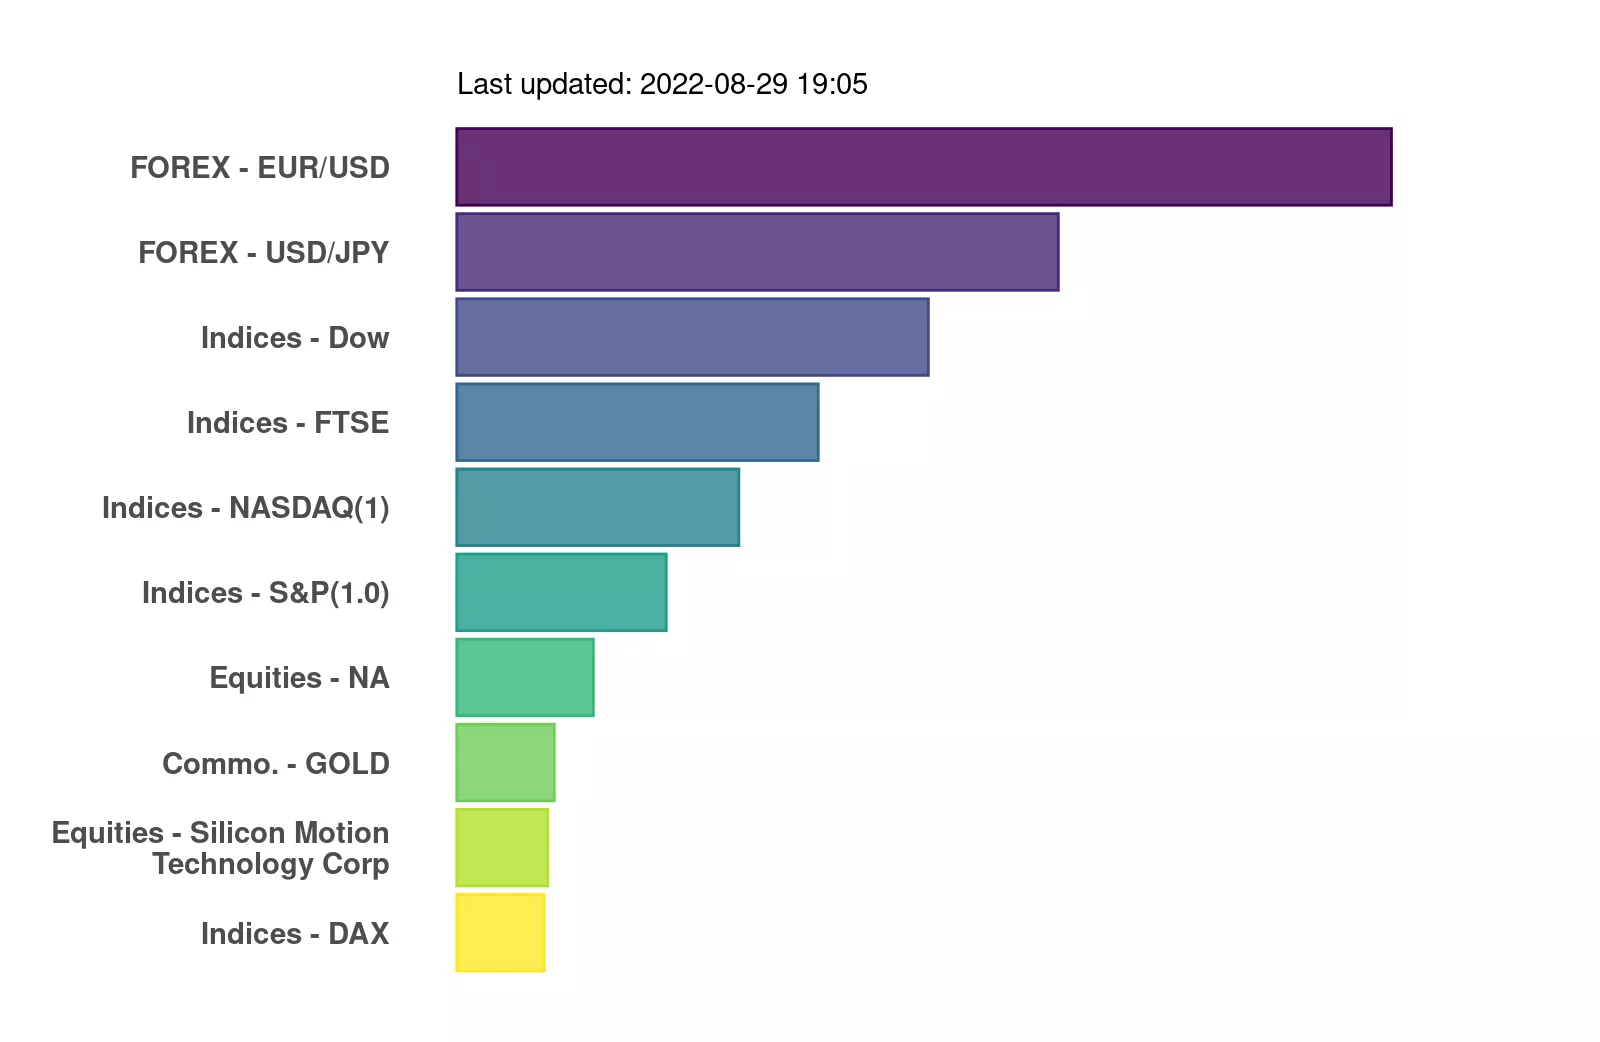 Last updated: 2022-08-29 19:05
FOREX - EUR/USD
FOREX - USD/JPY
Indices - Dow
Indices - FTSE
Indices - NASDAQ(1)
Indices - S&P(1.0)
Equities - NA
Commo. - GOLD
Equities - Silicon Motion
Technology Corp
Indices - DAX